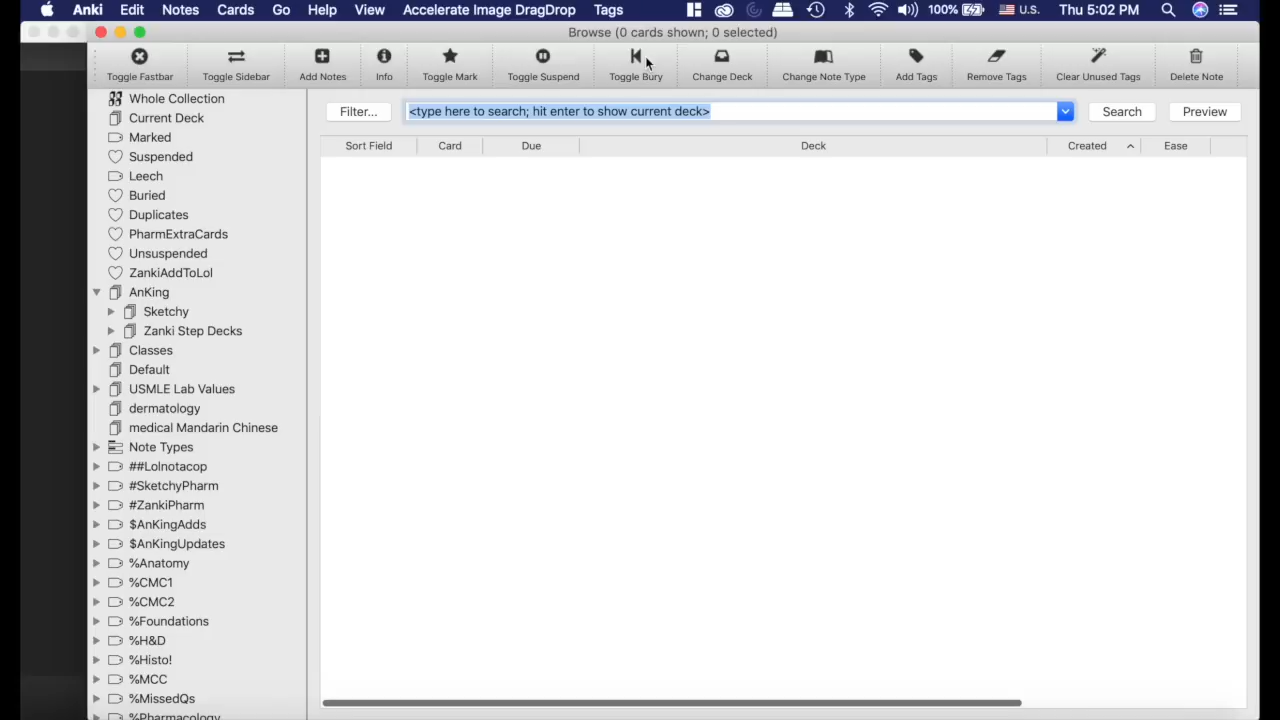 Anki Edit Notes Cards Go Help View Accelerate Image DragDrop Tags 100% U.S. Thu 5:02 PM
Browse (0 cards shown; 0 selected)
Toggle Fastbar Toggle Sidebar Add Notes Info Toggle Mark Toggle Suspend Toggle Bury Change Deck Change Note Type Add Tags Remove Tags Clear Unused Tags Delete Note
Filter... <type here to search; hit enter to show current deck> Search Preview
Sort Field Card Due Deck Created Ease
Whole Collection
Current Deck
Marked
Suspended
Leech
Buried
Duplicates
PharmExtraCards
Unsuspended
ZankiAddToLol
AnKing
Sketchy
Zanki Step Decks
Classes
Default
USMLE Lab Values
dermatology
medical Mandarin Chinese
Note Types
##Lolnotacop
#SketchyPharm
#ZankiPharm
$AnKingAdds
$AnKingUpdates
%Anatomy
%CMC1
%CMC2
%Foundations
%H&D
%Histo!
%MCC
%MissedQs
%Pharmacology